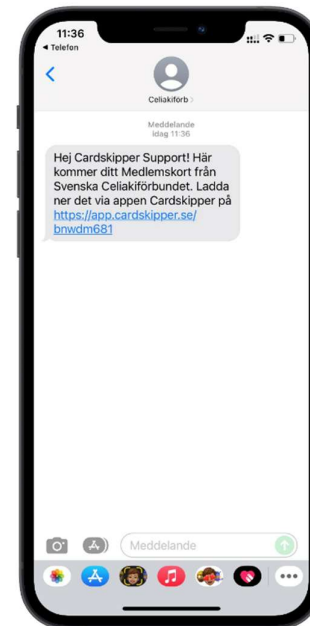 11:36
◀ Telefon
Celiakiförb
Meddelande
idag 11:36
Hej Cardskipper Support! Här
kommer ditt Medlemskort från
Svenska Celiakiförbundet. Ladda
ner det via appen Cardskipper på
https://app.cardskipper.se/
bnwdm681
Meddelande